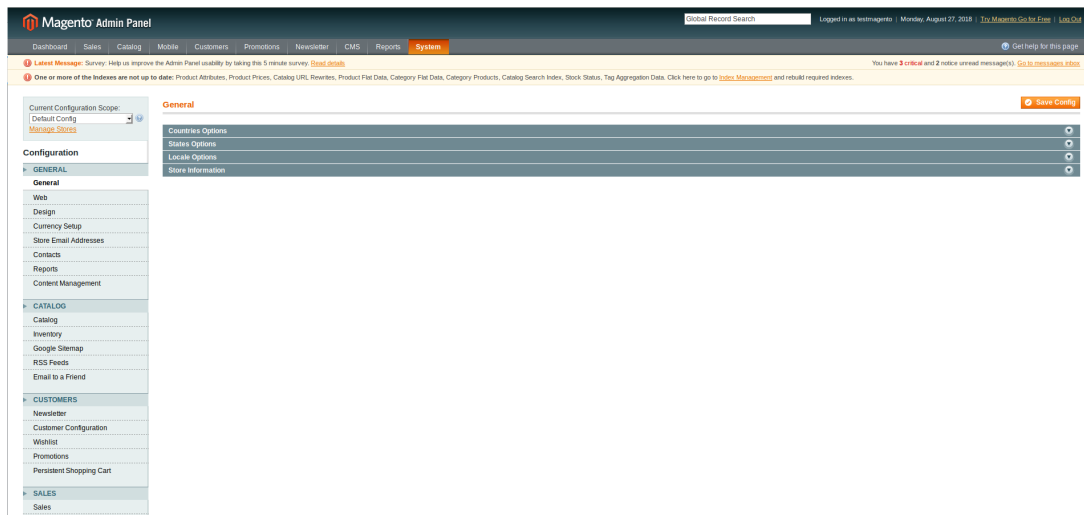 Magento Admin Panel
Global Record Search
Logged in as testmagento | Monday, August 27, 2018 | Try Magento Go for Free | Log Out
Dashboard Sales Catalog Mobile Customers Promotions Newsletter CMS Reports System
Get help for this page
Latest Message: Survey: Help us improve the Admin Panel usability by taking this 5 minute survey. Read details
You have 3 critical and 2 notice unread message(s). Go to messages inbox
One or more of the Indexes are not up to date: Product Attributes, Product Prices, Catalog URL Rewrites, Product Flat Data, Category Flat Data, Category Products, Catalog Search Index, Stock Status, Tag Aggregation Data. Click here to go to Index Management and rebuild required indexes.
Current Configuration Scope:
Default Config
Manage Stores
Configuration
GENERAL
General
Web
Design
Currency Setup
Store Email Addresses
Contacts
Reports
Content Management
CATALOG
Catalog
Inventory
Google Sitemap
RSS Feeds
Email to a Friend
CUSTOMERS
Newsletter
Customer Configuration
Wishlist
Promotions
Persistent Shopping Cart
SALES
Sales
General
Save Config
Countries Options
States Options
Locale Options
Store Information